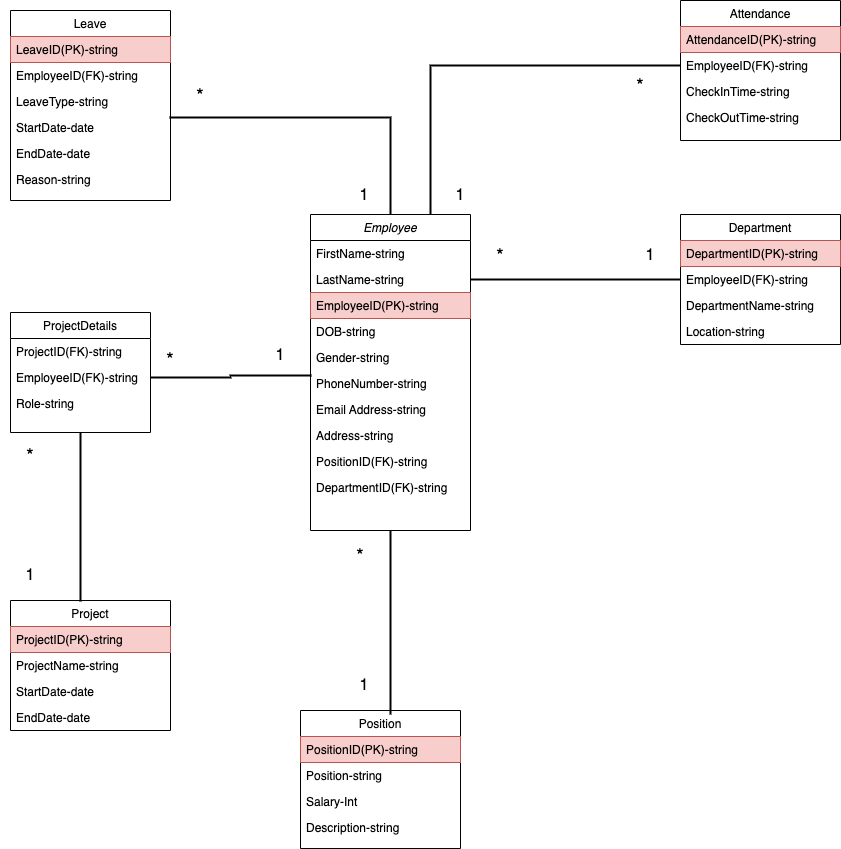 Leave
LeaveID(PK)-string
EmployeeID(FK)-string
LeaveType-string
StartDate-date
EndDate-date
Reason-string
*
1
Attendance
AttendanceID(PK)-string
EmployeeID(FK)-string
CheckInTime-string
CheckOutTime-string
*
1
Employee
FirstName-string
LastName-string
EmployeeID(PK)-string
DOB-string
Gender-string
PhoneNumber-string
Email Address-string
Address-string
PositionID(FK)-string
DepartmentID(FK)-string
*
1
Department
DepartmentID(PK)-string
EmployeeID(FK)-string
DepartmentName-string
Location-string
ProjectDetails
ProjectID(FK)-string
EmployeeID(FK)-string
Role-string
*
1
*
1
Project
ProjectID(PK)-string
ProjectName-string
StartDate-date
EndDate-date
*
1
Position
PositionID(PK)-string
Position-string
Salary-Int
Description-string